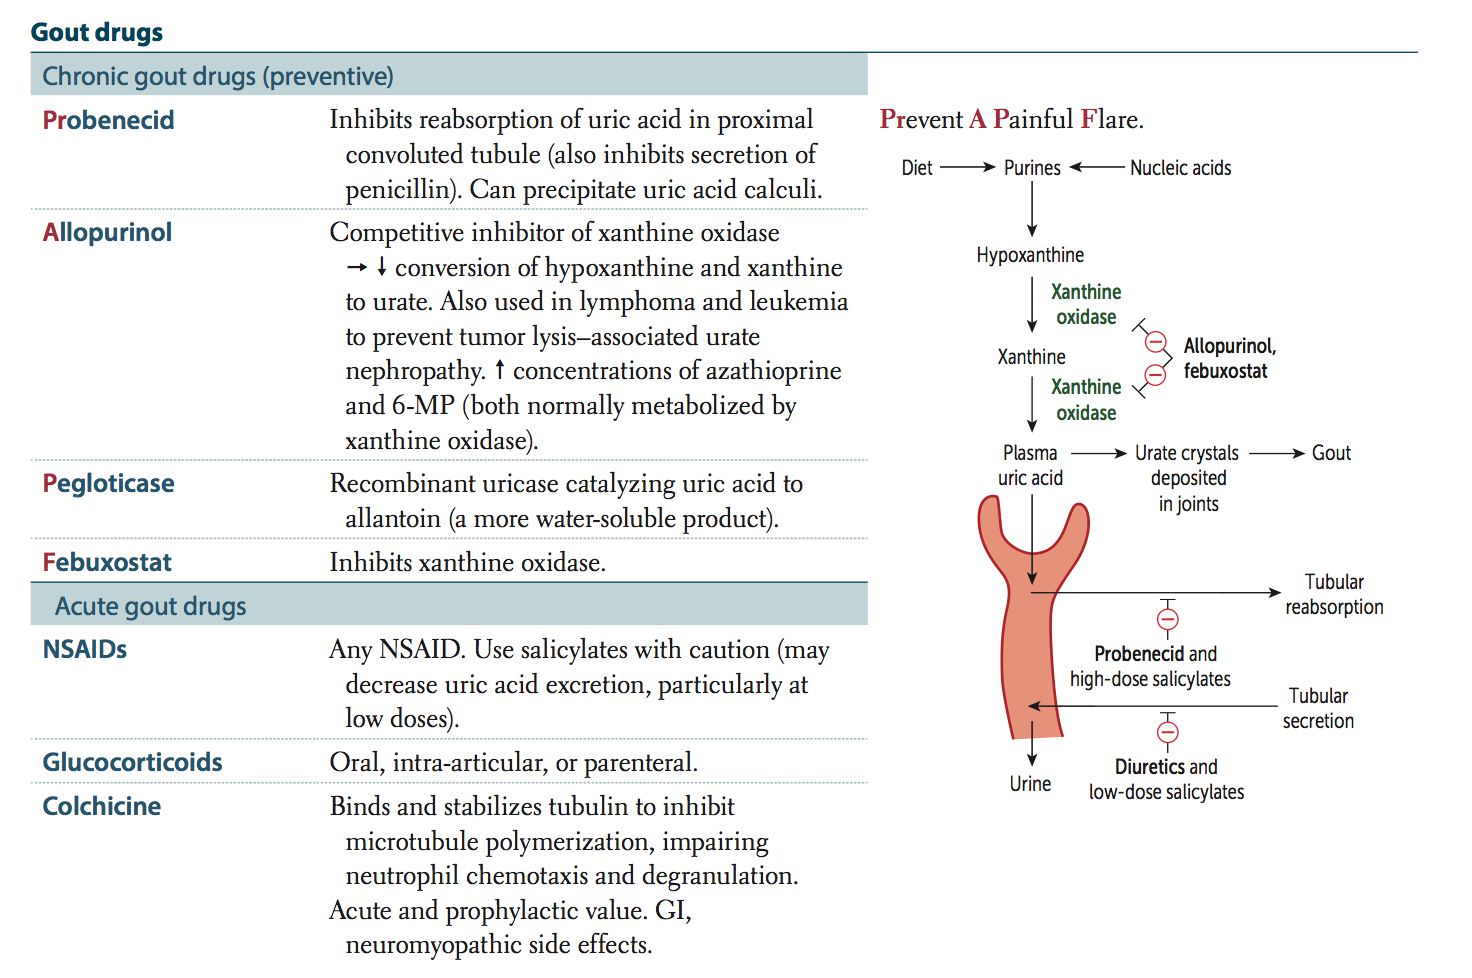 Gout drugs
Chronic gout drugs (preventive)
Probenecid
Inhibits reabsorption of uric acid in proximal
convoluted tubule (also inhibits secretion of
penicillin). Can precipitate uric acid calculi.
Allopurinol
Competitive inhibitor of xanthine oxidase
→ ↓ conversion of hypoxanthine and xanthine
to urate. Also used in lymphoma and leukemia
to prevent tumor lysis–associated urate
nephropathy. ↑ concentrations of azathioprine
and 6-MP (both normally metabolized by
xanthine oxidase).
Pegloticase
Recombinant uricase catalyzing uric acid to
allantoin (a more water-soluble product).
Febuxostat
Inhibits xanthine oxidase.
Acute gout drugs
NSAIDs
Any NSAID. Use salicylates with caution (may
decrease uric acid excretion, particularly at
low doses).
Glucocorticoids
Oral, intra-articular, or parenteral.
Colchicine
Binds and stabilizes tubulin to inhibit
microtubule polymerization, impairing
neutrophil chemotaxis and degranulation.
Acute and prophylactic value. GI,
neuromyopathic side effects.
Prevent A Painful Flare.
Diet
Purines
Nucleic acids
Hypoxanthine
Xanthine
oxidase
Xanthine
Allopurinol,
febuxostat
Xanthine
oxidase
Plasma
uric acid
Urate crystals
deposited
in joints
Gout
Tubular
reabsorption
Probenecid and
high-dose salicylates
Tubular
secretion
Diuretics and
low-dose salicylates
Urine